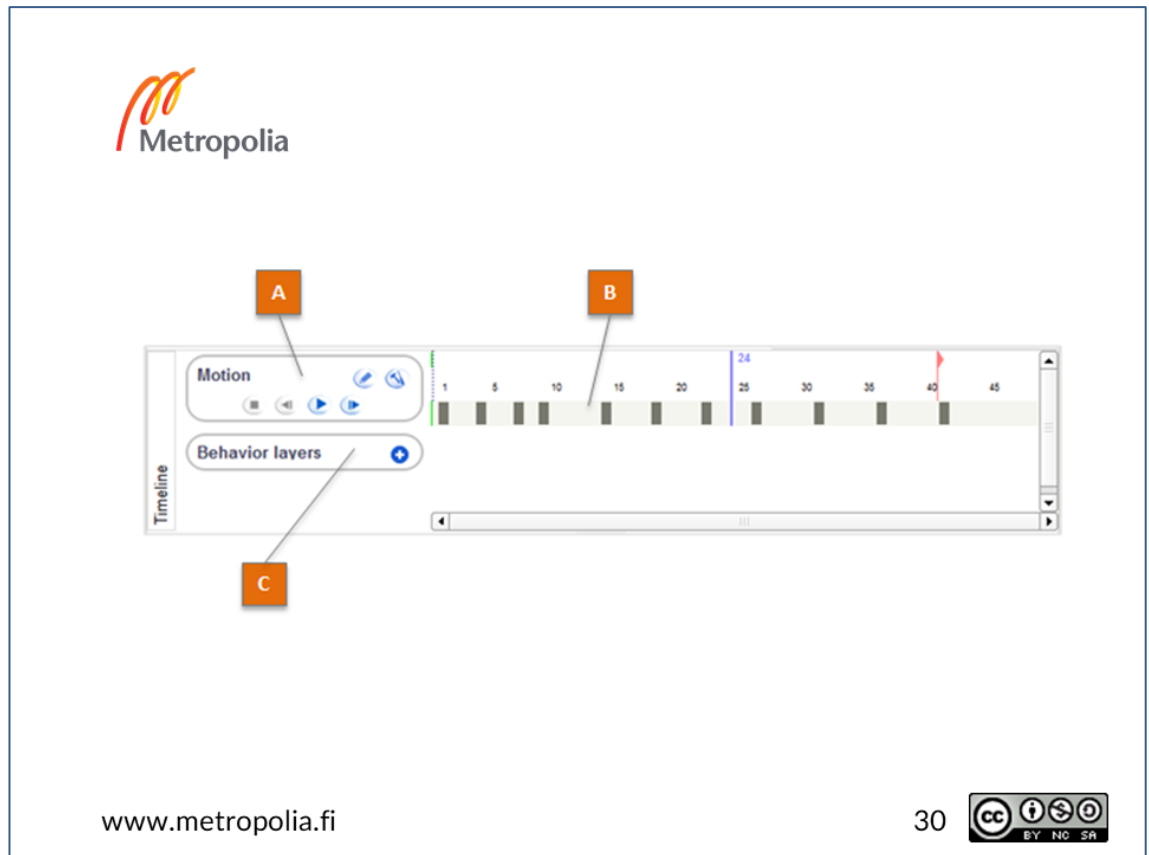 Metropolia
A
B
Motion
24
1 5 10 15 20 25 30 35 40 45
Behavior layers
Timeline
C
www.metropolia.fi
30
cc
BY NC SA